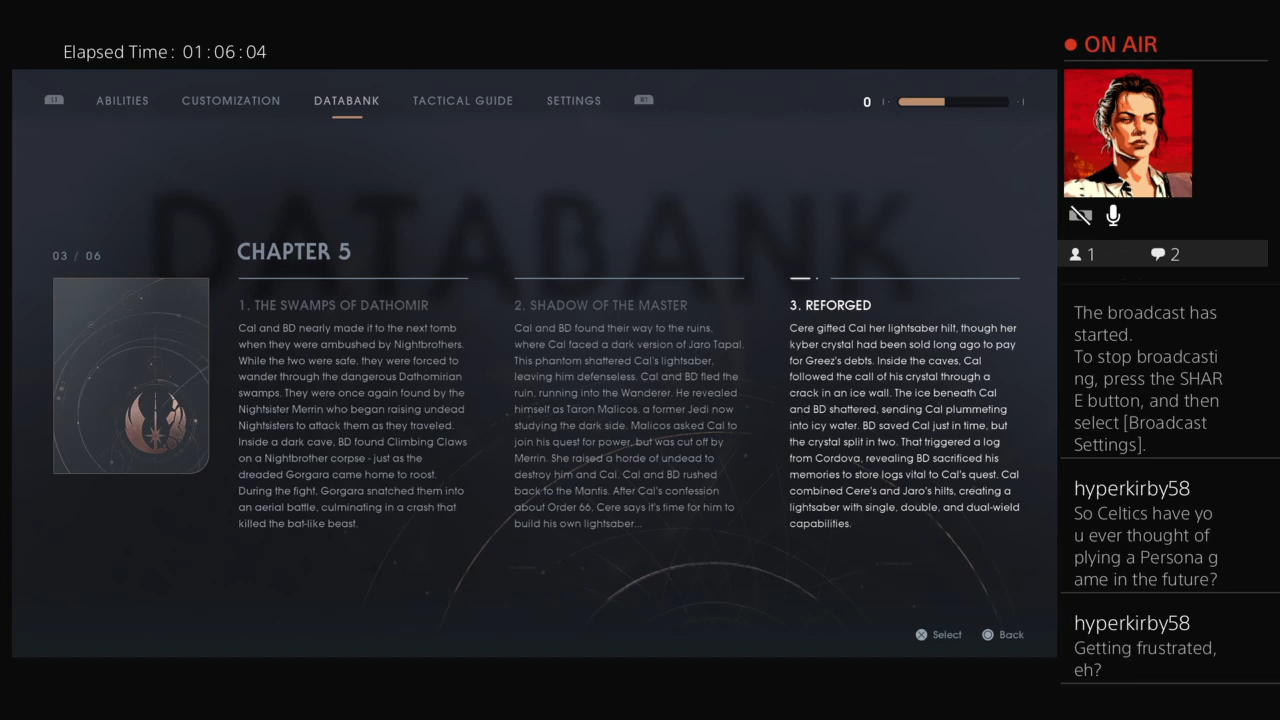 Elapsed Time: 01:06:04
ON AIR
L1
ABILITIES
CUSTOMIZATION
DATABANK
TACTICAL GUIDE
SETTINGS
R1
0
DATABANK
03 / 06
CHAPTER 5
1. THE SWAMPS OF DATHOMIR
Cal and BD nearly made it to the next tomb
when they were ambushed by Nightbrothers.
While the two were safe, they were forced to
wander through the dangerous Dathomirian
swamps. They were once again found by the
Nightsister Merrin who began raising undead
Nightsisters to attack them as they traveled.
Inside a dark cave, BD found Climbing Claws
on a Nightbrother corpse - just as the
dreaded Gorgara came home to roost.
During the fight, Gorgara snatched them into
an aerial battle, culminating in a crash that
killed the bat-like beast.
2. SHADOW OF THE MASTER
Cal and BD found their way to the ruins,
where Cal faced a dark version of Jaro Tapal.
This phantom shattered Cal's lightsaber,
leaving him defenseless. Cal and BD fled the
ruin, running into the Wanderer. He revealed
himself as Taron Malicos, a former Jedi now
studying the dark side. Malicos asked Cal to
join his quest for power, but was cut off by
Merrin. She raised a horde of undead to
destroy him and Cal. Cal and BD rushed
back to the Mantis. After Cal's confession
about Order 66, Cere says it's time for him to
build his own lightsaber...
3. REFORGED
Cere gifted Cal her lightsaber hilt, though her
kyber crystal had been sold long ago to pay
for Greez's debts. Inside the caves, Cal
followed the call of his crystal through a
crack in an ice wall. The ice beneath Cal
and BD shattered, sending Cal plummeting
into icy water. BD saved Cal just in time, but
the crystal split in two. That triggered a log
from Cordova, revealing BD sacrificed his
memories to store logs vital to Cal's quest. Cal
combined Cere's and Jaro's hilts, creating a
lightsaber with single, double, and dual-wield
capabilities.
Select
Back
1
2
The broadcast has
started.
To stop broadcasti
ng, press the SHAR
E button, and then
select [Broadcast
Settings].
hyperkirby58
So Celtics have yo
u ever thought of
plying a Persona g
ame in the future?
hyperkirby58
Getting frustrated,
eh?